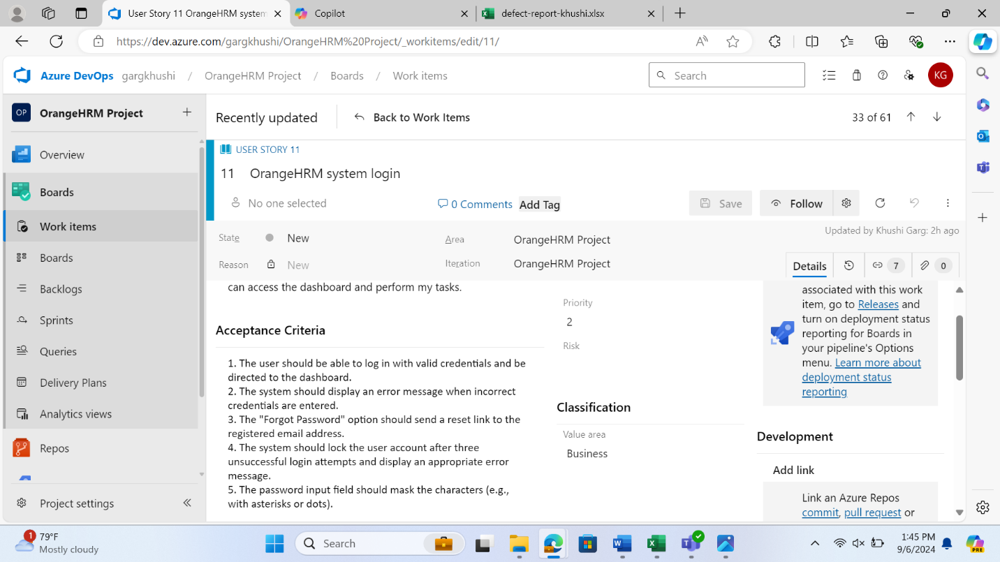 User Story 11 OrangeHRM system
Copilot
defect-report-khushi.xlsx
https://dev.azure.com/gargkhushi/OrangeHRM%20Project/_workitems/edit/11/
Azure DevOps gargkhushi / OrangeHRM Project / Boards / Work items
Search
KG
OP OrangeHRM Project
Overview
Boards
Work items
Boards
Backlogs
Sprints
Queries
Delivery Plans
Analytics views
Repos
Project settings
Recently updated
Back to Work Items
33 of 61
USER STORY 11
11 OrangeHRM system login
No one selected
0 Comments
Add Tag
Save
Follow
State New
Area OrangeHRM Project
Updated by Khushi Garg: 2h ago
Reason New
Iteration OrangeHRM Project
Details
7
0
can access the dashboard and perform my tasks.
Acceptance Criteria
1. The user should be able to log in with valid credentials and be
directed to the dashboard.
2. The system should display an error message when incorrect
credentials are entered.
3. The "Forgot Password" option should send a reset link to the
registered email address.
4. The system should lock the user account after three
unsuccessful login attempts and display an appropriate error
message.
5. The password input field should mask the characters (e.g.,
with asterisks or dots).
Priority
2
Risk
Classification
Value area
Business
associated with this work
item, go to Releases and
turn on deployment status
reporting for Boards in
your pipeline's Options
menu. Learn more about
deployment status
reporting
Development
Add link
Link an Azure Repos
commit, pull request or
1
79°F
Mostly cloudy
Search
1:45 PM
9/6/2024
PRE